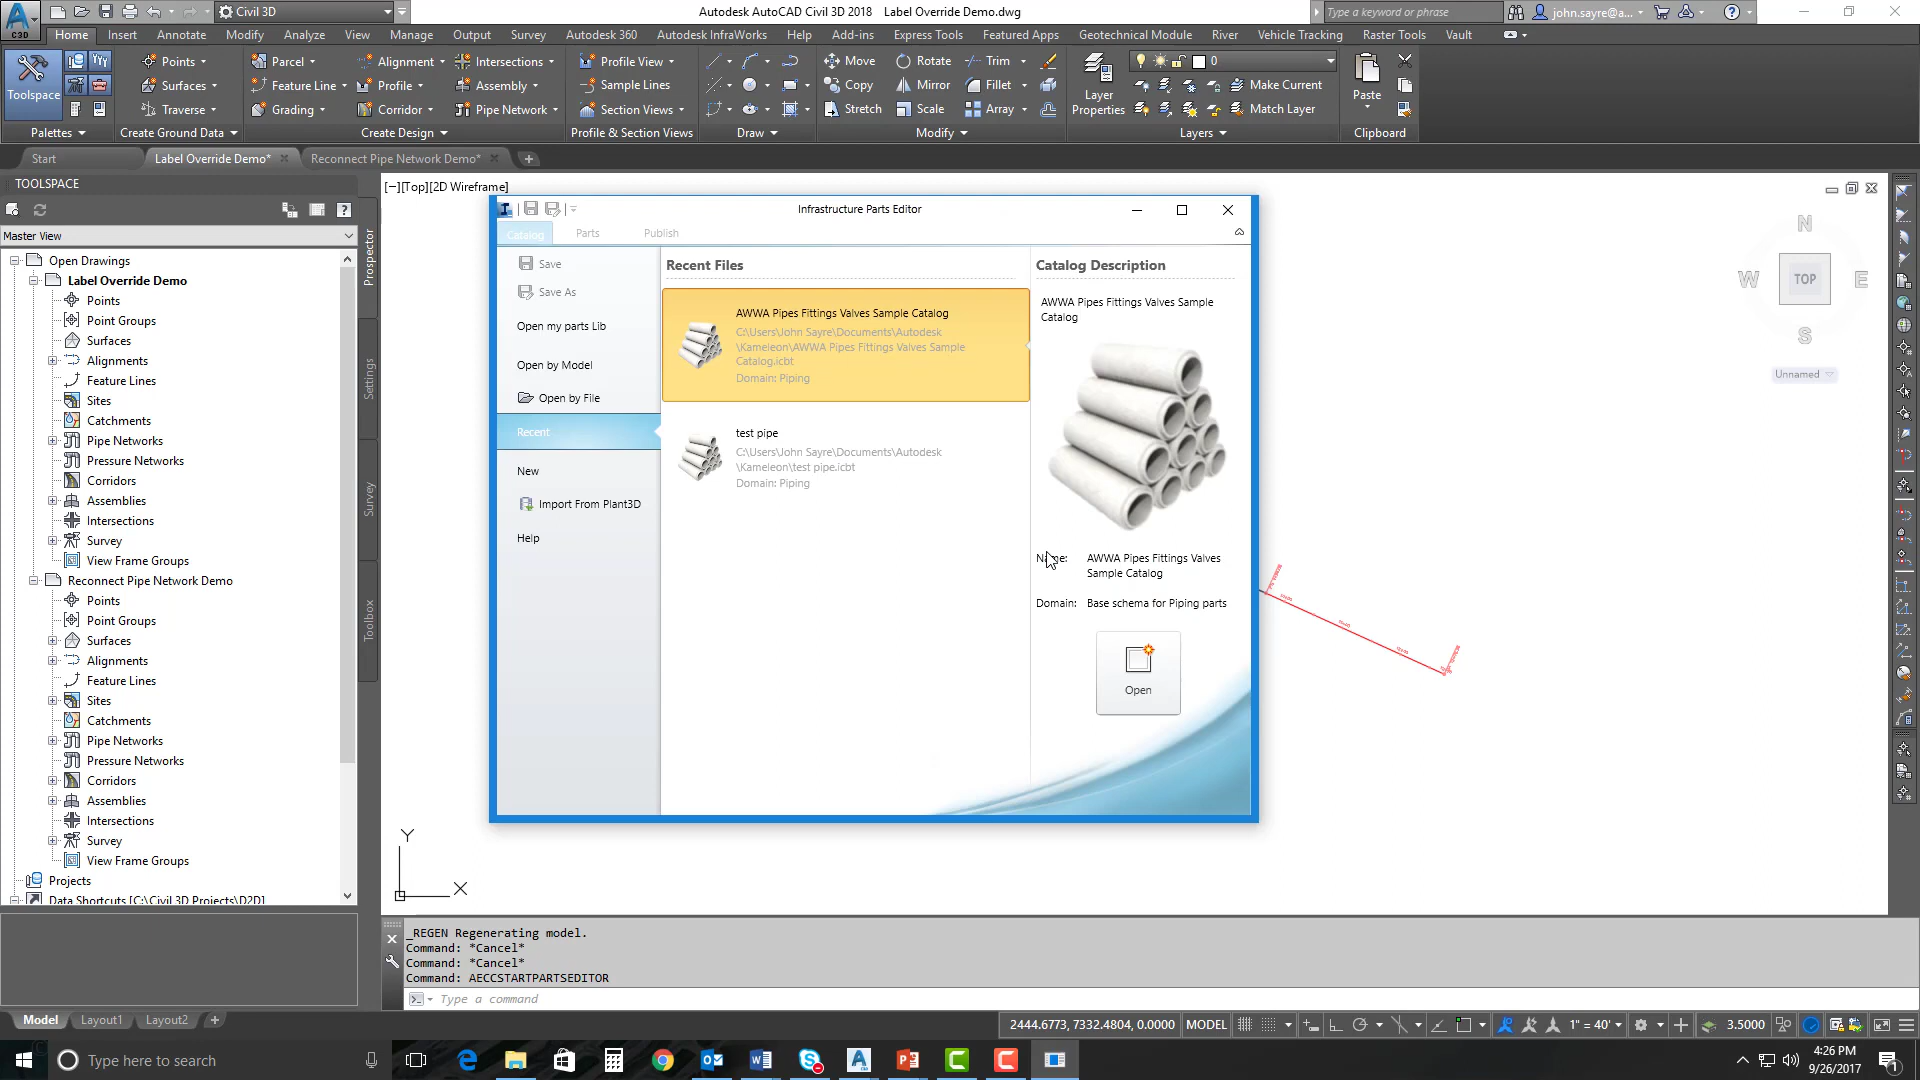 C3D
Civil 3D
Autodesk AutoCAD Civil 3D 2018 Label Override Demo.dwg
Type a keyword or phrase
john.sayre@a...
Home Insert Annotate Modify Analyze View Manage Output Survey Autodesk 360 Autodesk InfraWorks Help Add-ins Express Tools Featured Apps Geotechnical Module River Vehicle Tracking Raster Tools Vault
Toolspace
Points
Surfaces
Traverse
Parcel
Feature Line
Grading
Alignment
Profile
Corridor
Intersections
Assembly
Pipe Network
Profile View
Sample Lines
Section Views
Move
Copy
Stretch
Rotate
Mirror
Scale
Trim
Fillet
Array
Layer
Properties
0
Make Current
Match Layer
Paste
Palettes
Create Ground Data
Create Design
Profile & Section Views
Draw
Modify
Layers
Clipboard
Start
Label Override Demo*
Reconnect Pipe Network Demo*
TOOLSPACE
Master View
Prospector
Settings
Survey
Toolbox
Open Drawings
Label Override Demo
Points
Point Groups
Surfaces
Alignments
Feature Lines
Sites
Catchments
Pipe Networks
Pressure Networks
Corridors
Assemblies
Intersections
Survey
View Frame Groups
Reconnect Pipe Network Demo
Points
Point Groups
Surfaces
Alignments
Feature Lines
Sites
Catchments
Pipe Networks
Pressure Networks
Corridors
Assemblies
Intersections
Survey
View Frame Groups
Projects
Data Shortcuts [C:\Civil 3D Projects\D2D]
[−][Top][2D Wireframe]
Infrastructure Parts Editor
Catalog Parts Publish
Save
Save As
Open my parts Lib
Open by Model
Open by File
Recent
New
Import From Plant3D
Help
Recent Files
AWWA Pipes Fittings Valves Sample Catalog
C:\Users\John Sayre\Documents\Autodesk
\Kameleon\AWWA Pipes Fittings Valves Sample
Catalog.icbt
Domain: Piping
test pipe
C:\Users\John Sayre\Documents\Autodesk
\Kameleon\test pipe.icbt
Domain: Piping
Catalog Description
AWWA Pipes Fittings Valves Sample
Catalog
Name: AWWA Pipes Fittings Valves
Sample Catalog
Domain: Base schema for Piping parts
Open
N
W
TOP
E
S
Unnamed
Y
X
_REGEN Regenerating model.
Command: *Cancel*
Command: *Cancel*
Command: AECCSTARTPARTSEDITOR
Type a command
Model Layout1 Layout2
2444.6773, 7332.4804, 0.0000 MODEL
1" = 40'
3.5000
Type here to search
4:26 PM
9/26/2017
1